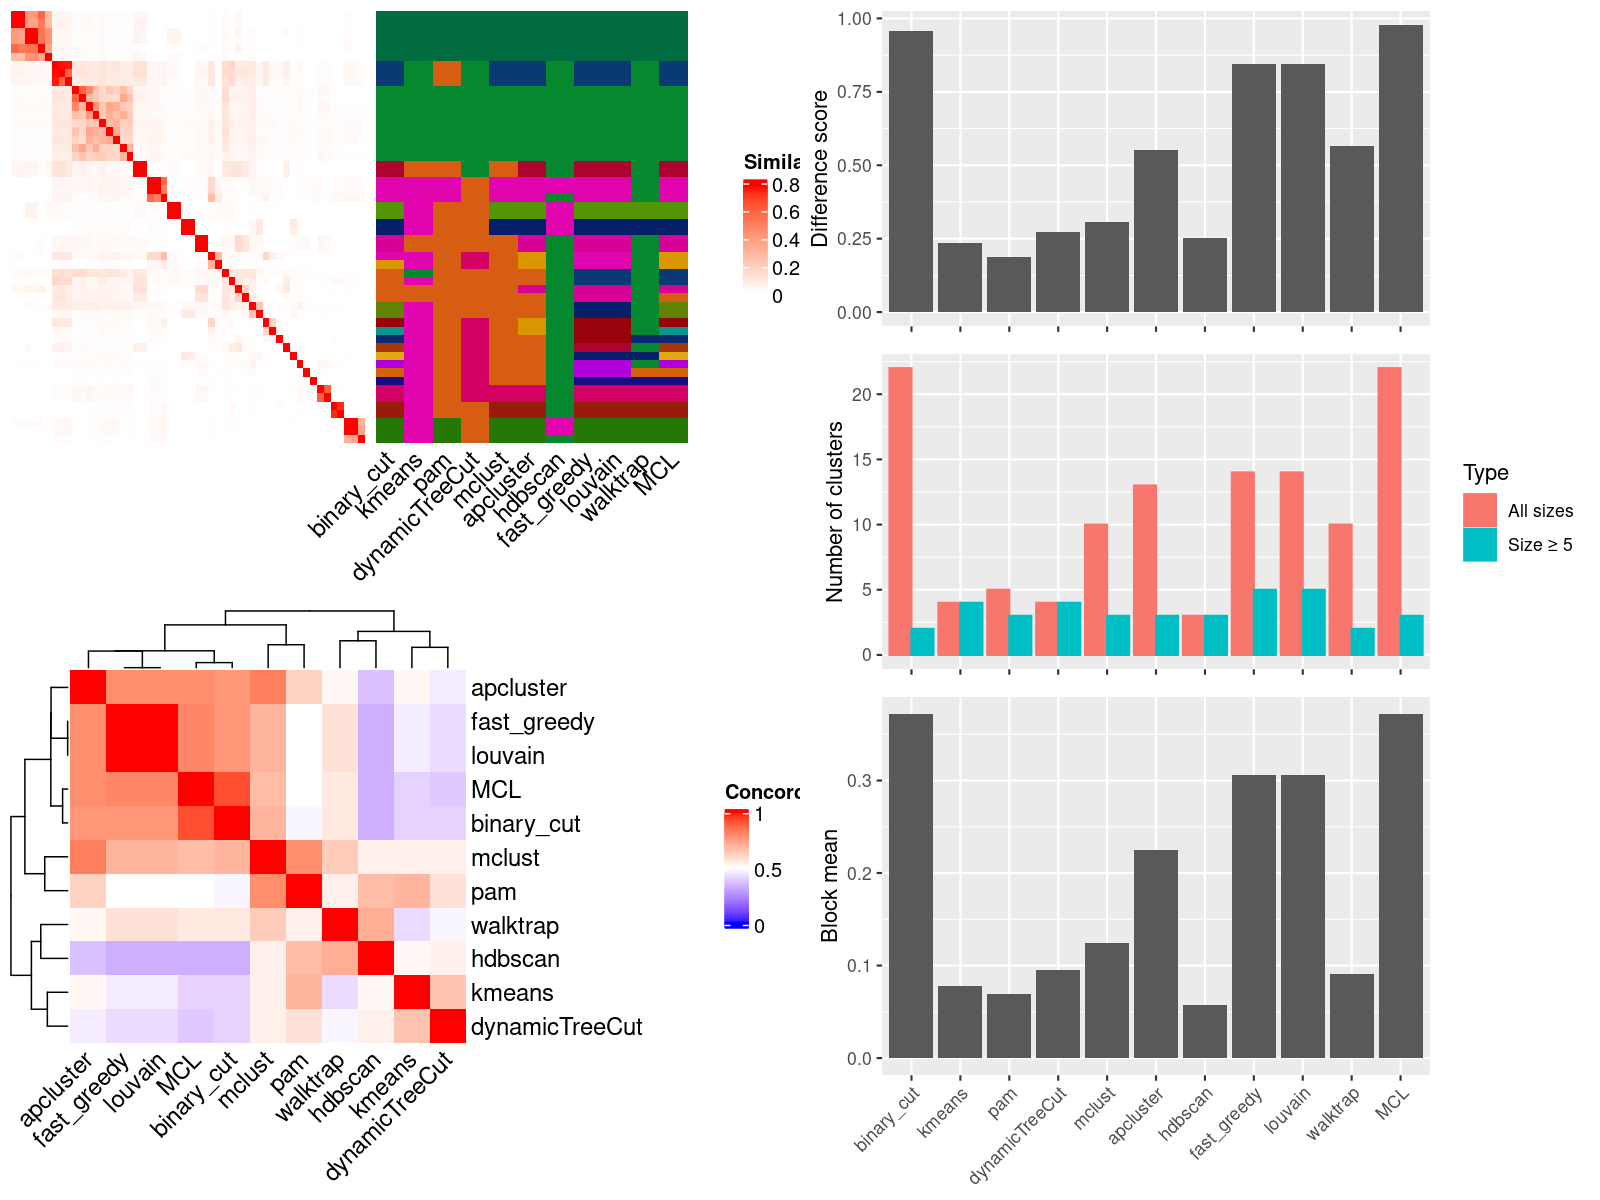 Simila
0.8
0.6
0.4
0.2
0
binary_cut
kmeans
pam
dynamicTreeCut
mclust
apcluster
hdbscan
fast_greedy
louvain
walktrap
MCL
Difference score
1.00
0.75
0.50
0.25
0.00
Number of clusters
20
15
10
5
0
Type
All sizes
Size ≥ 5
Block mean
0.3
0.2
0.1
0.0
binary_cut
kmeans
pam
dynamicTreeCut
mclust
apcluster
hdbscan
fast_greedy
louvain
walktrap
MCL
apcluster
fast_greedy
louvain
MCL
binary_cut
mclust
pam
walktrap
hdbscan
kmeans
dynamicTreeCut
apcluster
fast_greedy
louvain
MCL
binary_cut
mclust
pam
walktrap
hdbscan
kmeans
dynamicTreeCut
Concord
1
0.5
0